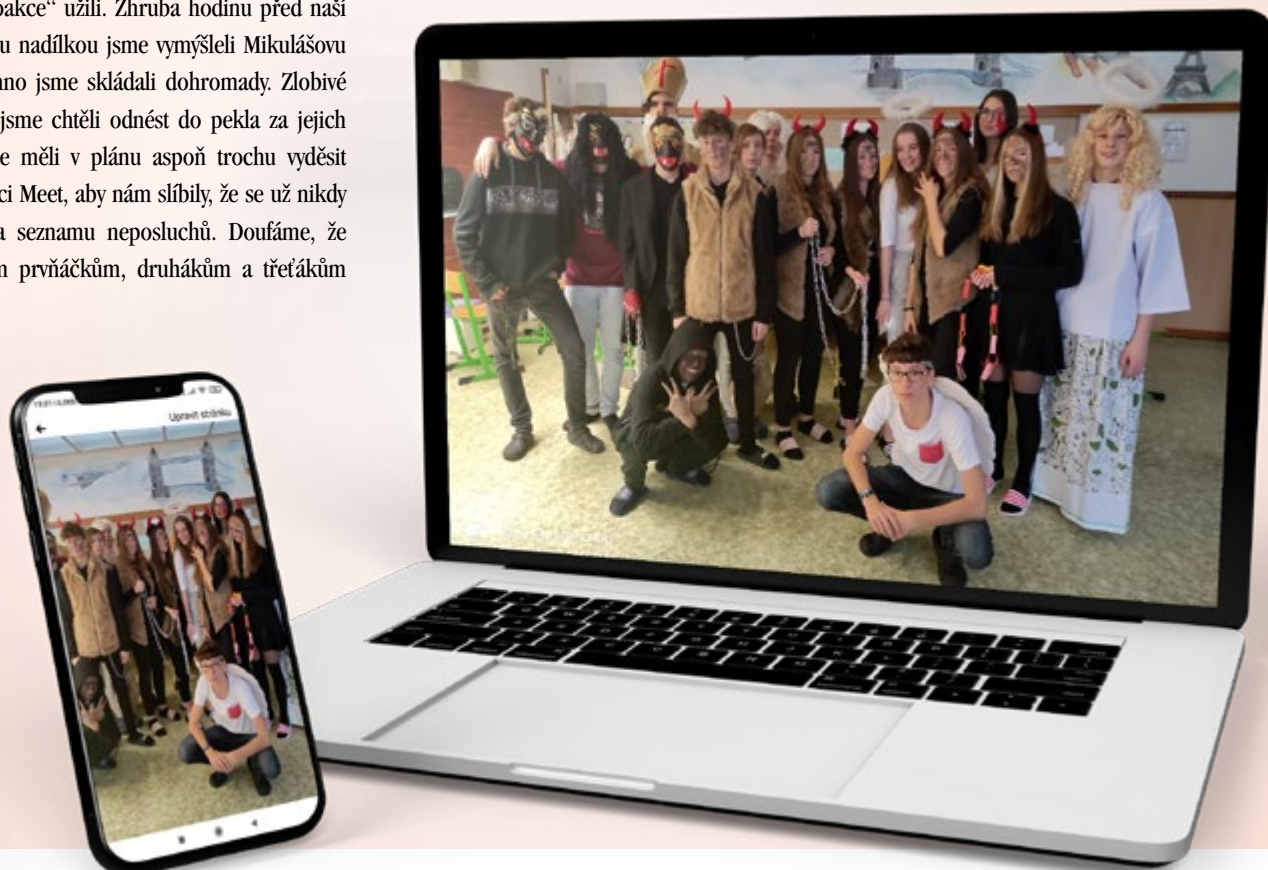 oakce“ užili. Zhruba hodinu před naší
u nadílkou jsme vymýšleli Mikulášovu
nno jsme skládali dohromady. Zlobivé
jsme chtěli odnést do pekla za jejich
e měli v plánu aspoň trochu vyděsit
ci Meet, aby nám slíbily, že se už nikdy
a seznamu neposluchů. Doufáme, že
n prvňáčkům, druhákům a třeťákům
Upravit stránku